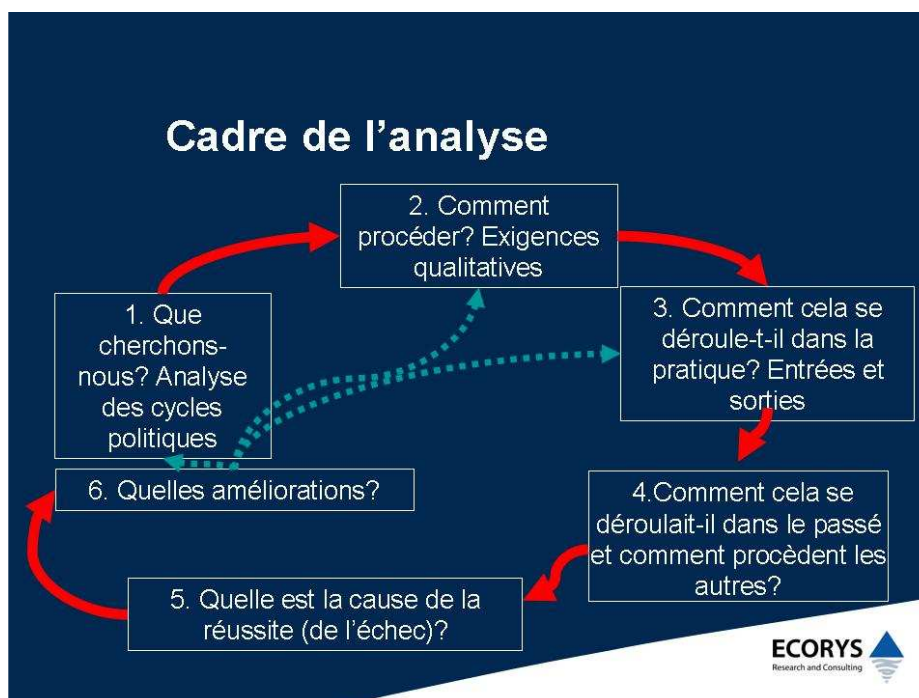 Cadre de l'analyse
2. Comment
procéder? Exigences
qualitatives
1. Que
cherchons-
nous? Analyse
des cycles
politiques
3. Comment cela se
déroule-t-il dans la
pratique? Entrées et
sorties
6. Quelles améliorations?
4.Comment cela se
déroulait-il dans le passé
et comment procèdent les
autres?
5. Quelle est la cause de la
réussite (de l'échec)?
ECORYS
Research and Consulting